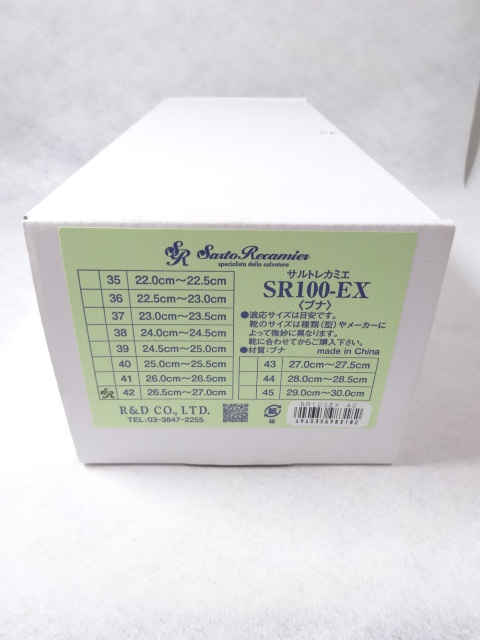 SR Sarto Recamier
specialista della calzatura
サルトレカミエ
SR100-EX
〈ブナ〉
●適応サイズは目安です。
靴のサイズは種類(型)やメーカーに
よって微妙に異なります。
靴に合わせてからご購入下さい。
●材質:ブナ made in China
35 22.0cm～22.5cm
36 22.5cm～23.0cm
37 23.0cm～23.5cm
38 24.0cm～24.5cm
39 24.5cm～25.0cm
40 25.0cm～25.5cm
41 26.0cm～26.5cm
42 26.5cm～27.0cm
43 27.0cm～27.5cm
44 28.0cm～28.5cm
45 29.0cm～30.0cm
R&D CO., LTD.
TEL:03-3847-2255
紙
箱
SR100EX 42
4940356983182